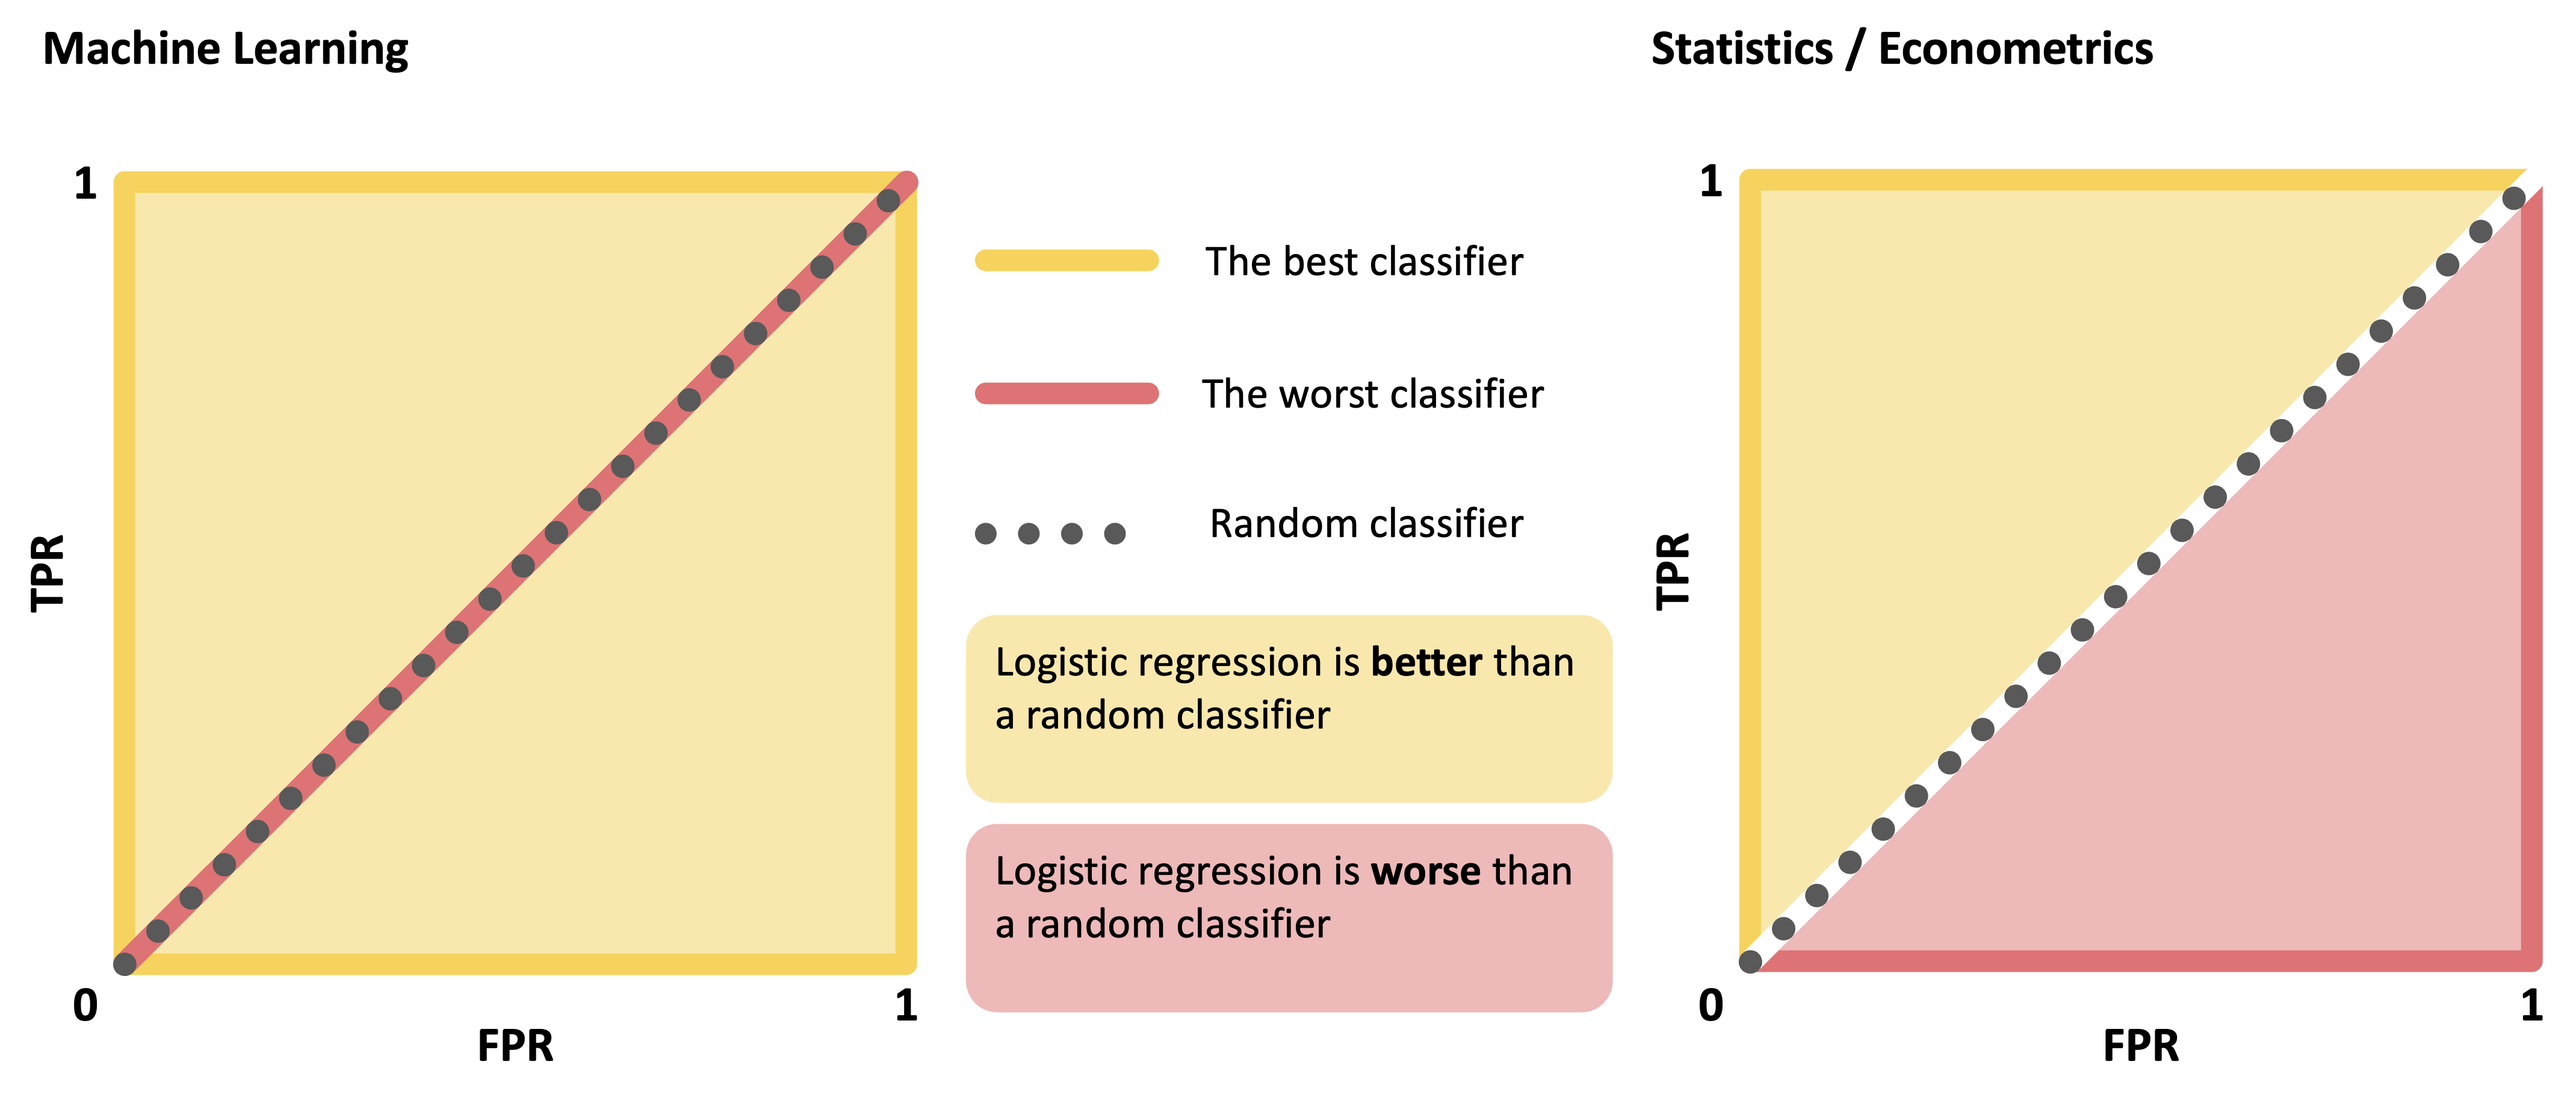 Machine Learning
1
TPR
0
1
FPR
The best classifier
The worst classifier
Random classifier
Logistic regression is better than
a random classifier
Logistic regression is worse than
a random classifier
Statistics / Econometrics
1
TPR
0
1
FPR